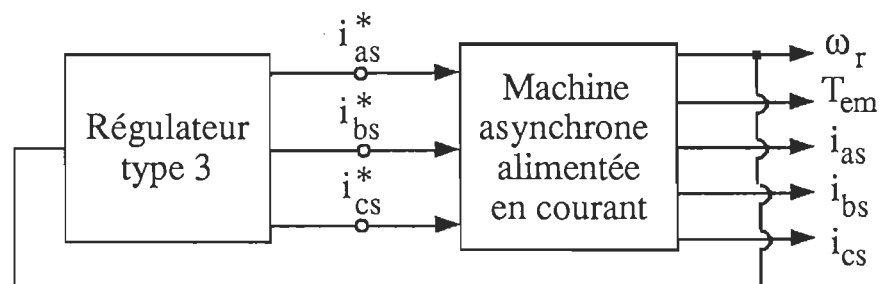 Régulateur
type 3
i*as
i*bs
i*cs
Machine
asynchrone
alimentée
en courant
ωr
Tem
ias
ibs
ics